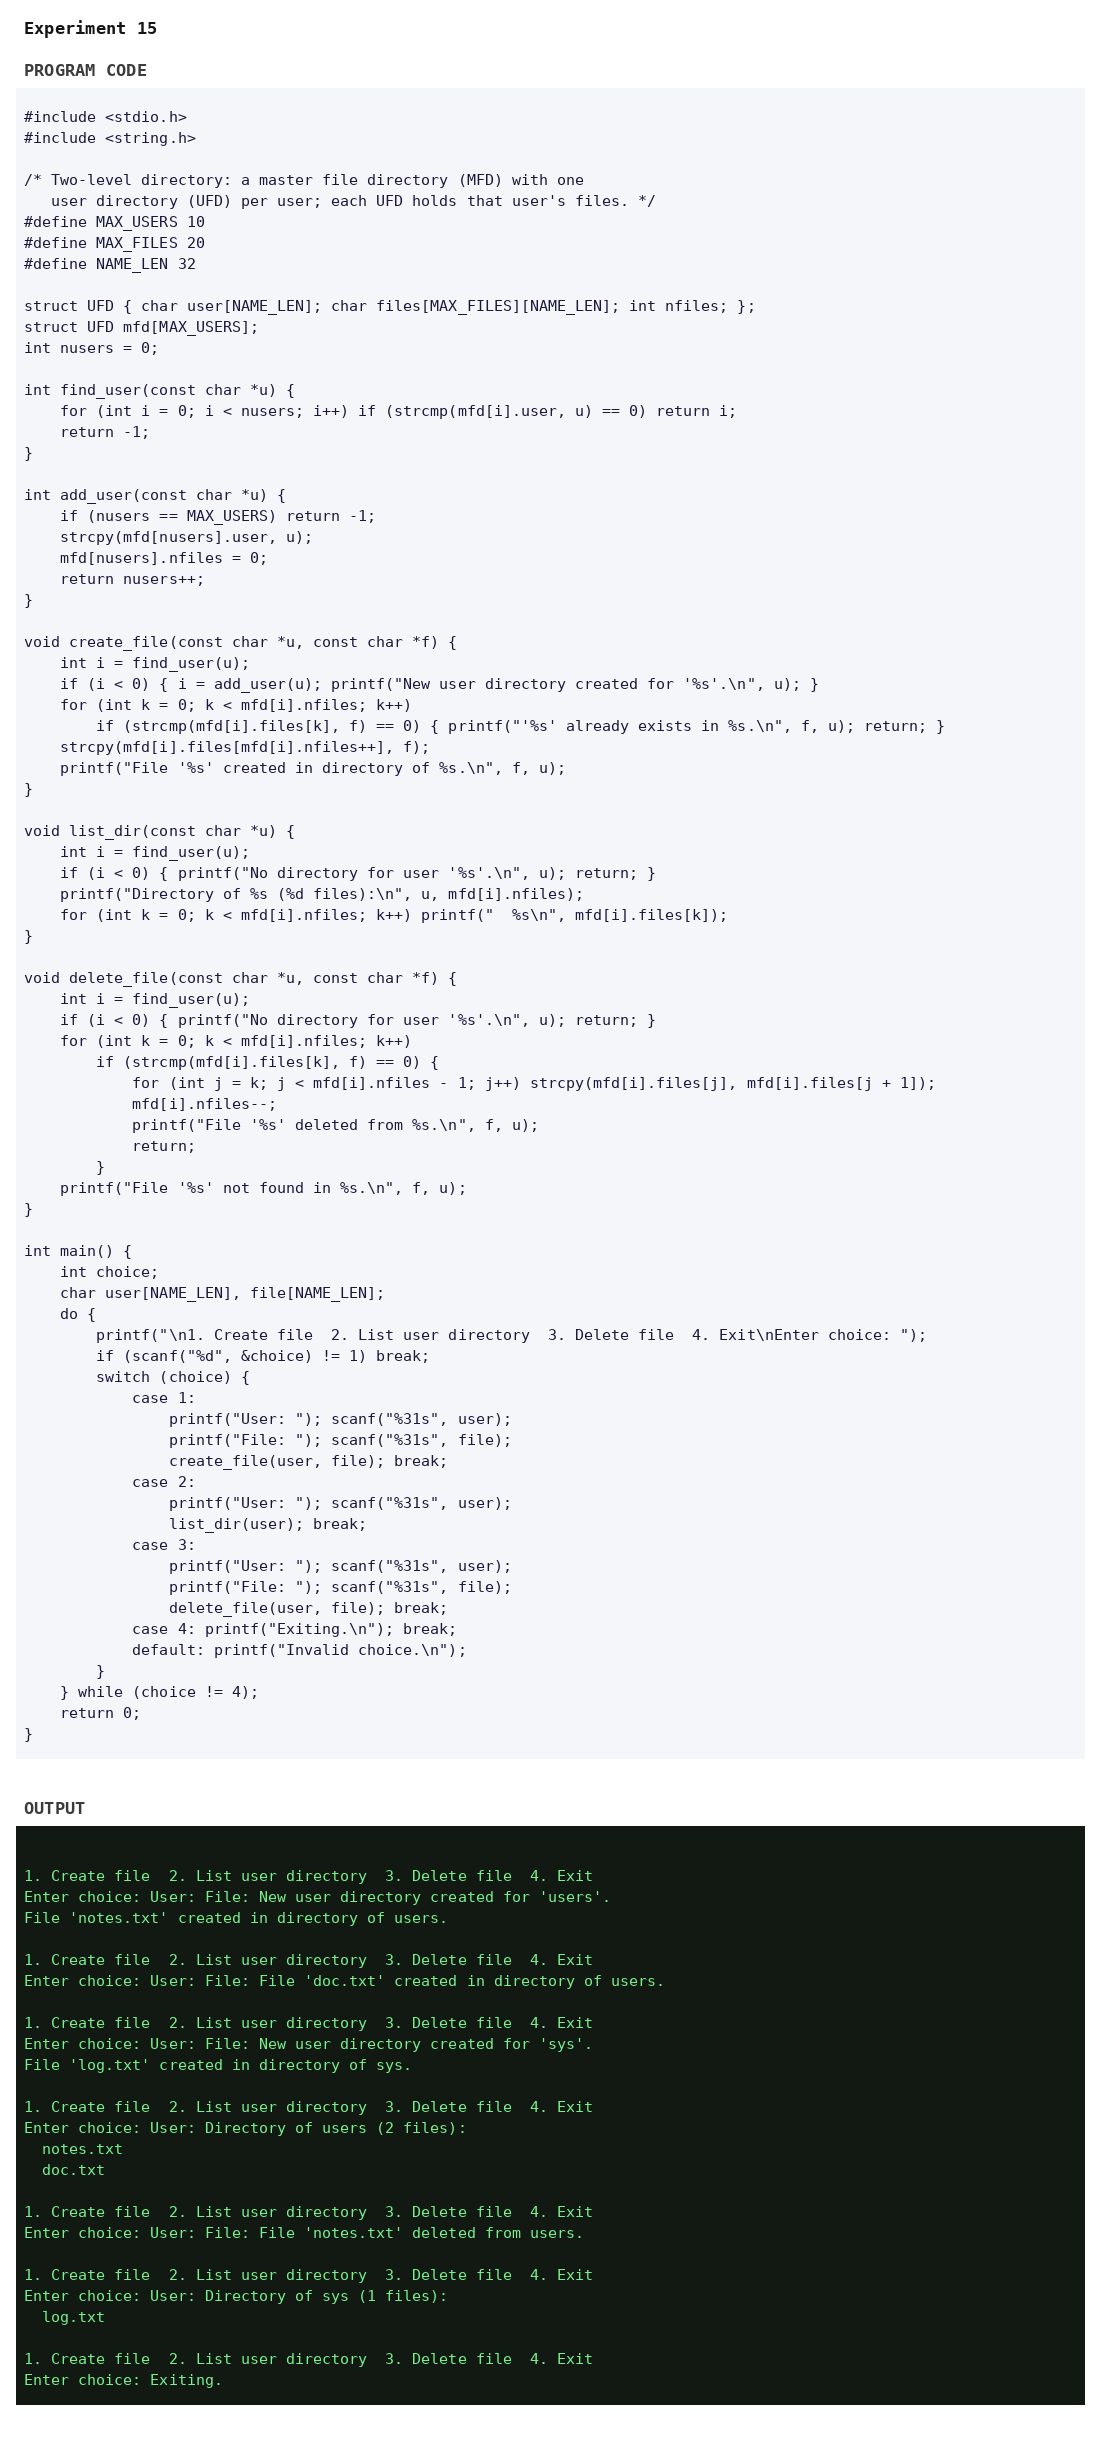 Experiment 15
PROGRAM CODE
#include <stdio.h>
#include <string.h>

/* Two-level directory: a master file directory (MFD) with one
   user directory (UFD) per user; each UFD holds that user's files. */
#define MAX_USERS 10
#define MAX_FILES 20
#define NAME_LEN 32

struct UFD { char user[NAME_LEN]; char files[MAX_FILES][NAME_LEN]; int nfiles; };
struct UFD mfd[MAX_USERS];
int nusers = 0;

int find_user(const char *u) {
    for (int i = 0; i < nusers; i++) if (strcmp(mfd[i].user, u) == 0) return i;
    return -1;
}

int add_user(const char *u) {
    if (nusers == MAX_USERS) return -1;
    strcpy(mfd[nusers].user, u);
    mfd[nusers].nfiles = 0;
    return nusers++;
}

void create_file(const char *u, const char *f) {
    int i = find_user(u);
    if (i < 0) { i = add_user(u); printf("New user directory created for '%s'.\n", u); }
    for (int k = 0; k < mfd[i].nfiles; k++)
        if (strcmp(mfd[i].files[k], f) == 0) { printf("'%s' already exists in %s.\n", f, u); return; }
    strcpy(mfd[i].files[mfd[i].nfiles++], f);
    printf("File '%s' created in directory of %s.\n", f, u);
}

void list_dir(const char *u) {
    int i = find_user(u);
    if (i < 0) { printf("No directory for user '%s'.\n", u); return; }
    printf("Directory of %s (%d files):\n", u, mfd[i].nfiles);
    for (int k = 0; k < mfd[i].nfiles; k++) printf("  %s\n", mfd[i].files[k]);
}

void delete_file(const char *u, const char *f) {
    int i = find_user(u);
    if (i < 0) { printf("No directory for user '%s'.\n", u); return; }
    for (int k = 0; k < mfd[i].nfiles; k++)
        if (strcmp(mfd[i].files[k], f) == 0) {
            for (int j = k; j < mfd[i].nfiles - 1; j++) strcpy(mfd[i].files[j], mfd[i].files[j + 1]);
            mfd[i].nfiles--;
            printf("File '%s' deleted from %s.\n", f, u);
            return;
        }
    printf("File '%s' not found in %s.\n", f, u);
}

int main() {
    int choice;
    char user[NAME_LEN], file[NAME_LEN];
    do {
        printf("\n1. Create file  2. List user directory  3. Delete file  4. Exit\nEnter choice: ");
        if (scanf("%d", &choice) != 1) break;
        switch (choice) {
            case 1:
                printf("User: "); scanf("%31s", user);
                printf("File: "); scanf("%31s", file);
                create_file(user, file); break;
            case 2:
                printf("User: "); scanf("%31s", user);
                list_dir(user); break;
            case 3:
                printf("User: "); scanf("%31s", user);
                printf("File: "); scanf("%31s", file);
                delete_file(user, file); break;
            case 4: printf("Exiting.\n"); break;
            default: printf("Invalid choice.\n");
        }
    } while (choice != 4);
    return 0;
}

OUTPUT

1. Create file  2. List user directory  3. Delete file  4. Exit
Enter choice: User: File: New user directory created for 'users'.
File 'notes.txt' created in directory of users.

1. Create file  2. List user directory  3. Delete file  4. Exit
Enter choice: User: File: File 'doc.txt' created in directory of users.

1. Create file  2. List user directory  3. Delete file  4. Exit
Enter choice: User: File: New user directory created for 'sys'.
File 'log.txt' created in directory of sys.

1. Create file  2. List user directory  3. Delete file  4. Exit
Enter choice: User: Directory of users (2 files):
  notes.txt
  doc.txt

1. Create file  2. List user directory  3. Delete file  4. Exit
Enter choice: User: File: File 'notes.txt' deleted from users.

1. Create file  2. List user directory  3. Delete file  4. Exit
Enter choice: User: Directory of sys (1 files):
  log.txt

1. Create file  2. List user directory  3. Delete file  4. Exit
Enter choice: Exiting.